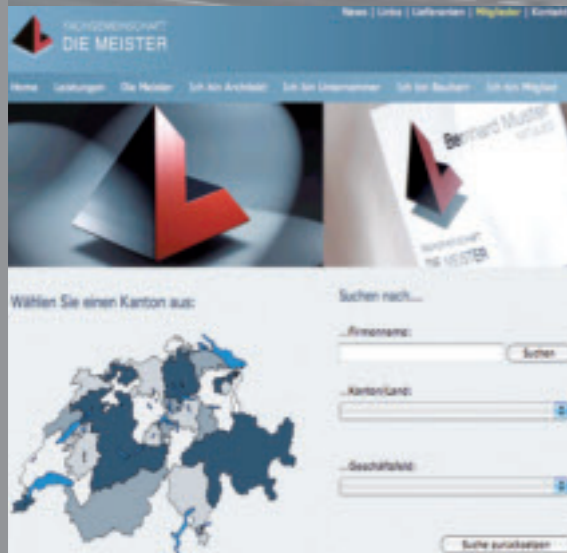 News | Links | Lieferanten | Mitglieder | Kontakt
FACHGEMEINSCHAFT
DIE MEISTER
Home Leistungen Die Meister Ich bin Architekt Ich bin Unternehmer Ich bin Bauherr Ich bin Mitglied
Bernhard Muster
DIE MEISTER
Wählen Sie einen Kanton aus:
Suchen nach....
...Firmenname:
Suchen
...Kanton/Land:
...Geschäftsfeld:
Suche zurücksetzen